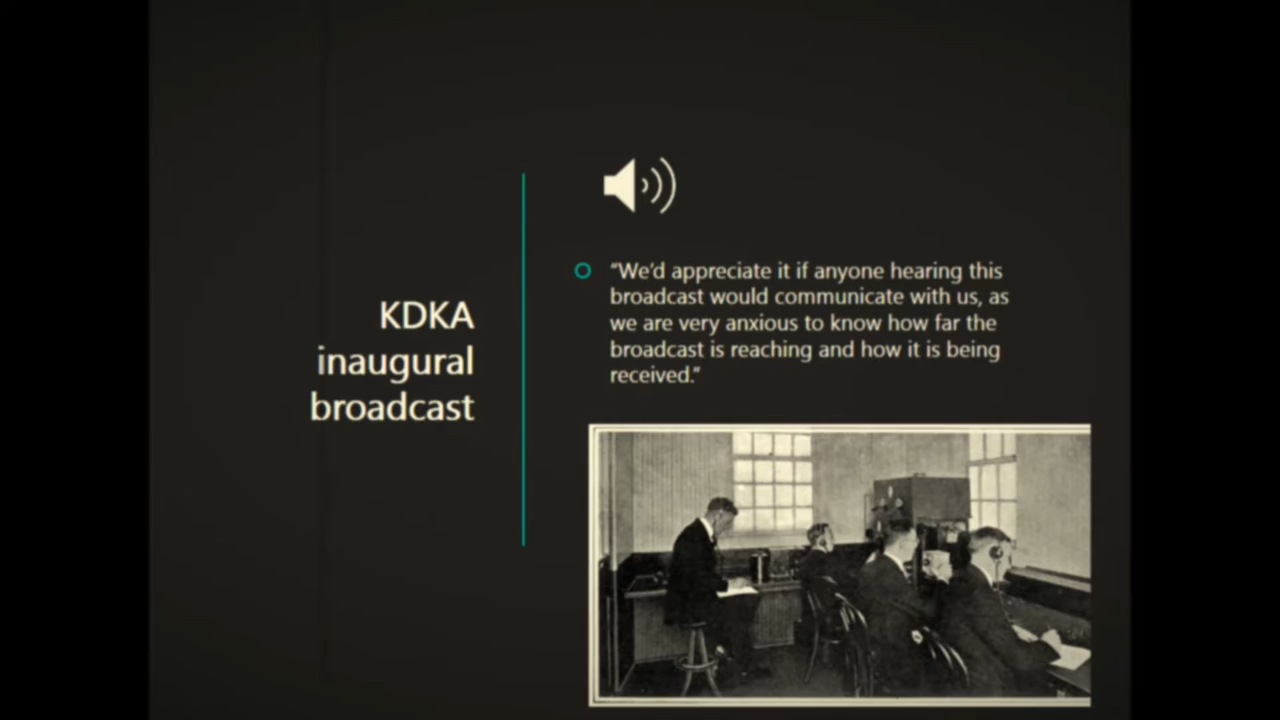 KDKA
inaugural
broadcast
“We’d appreciate it if anyone hearing this
broadcast would communicate with us, as
we are very anxious to know how far the
broadcast is reaching and how it is being
received.”